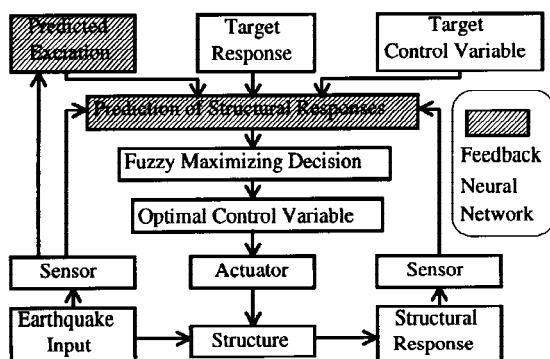 Predicted
Excitation
Target
Response
Target
Control Variable
Prediction of Structural Responses
Fuzzy Maximizing Decision
Optimal Control Variable
Feedback
Neural
Network
Sensor
Actuator
Sensor
Earthquake
Input
Structure
Structural
Response